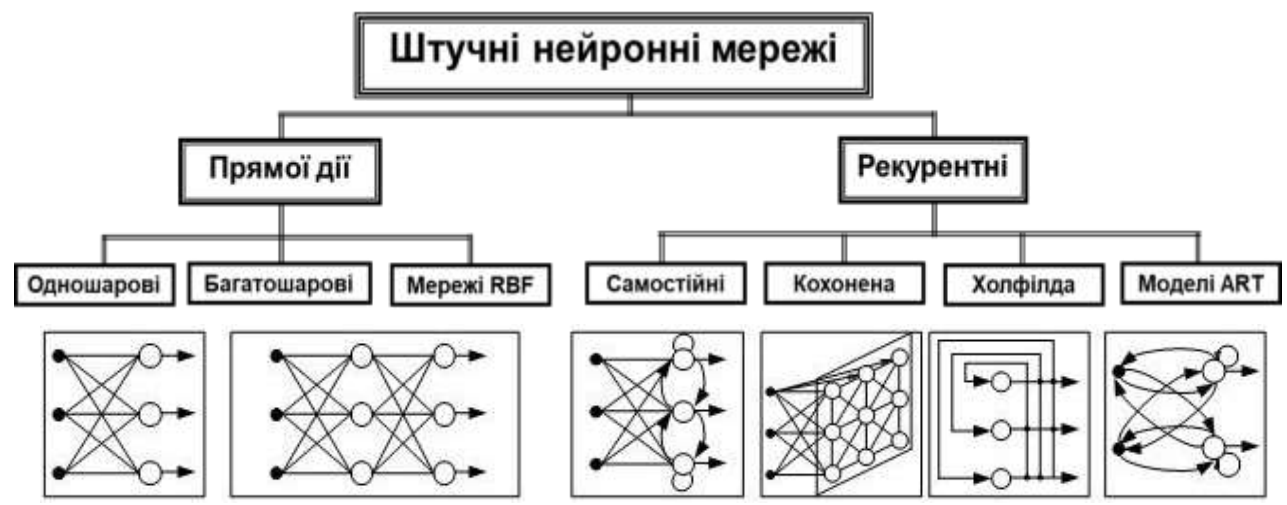 Штучні нейронні мережі
Прямої дії
Рекурентні
Одношарові
Багатошарові
Мережі RBF
Самостійні
Кохонена
Холфілда
Моделі ART